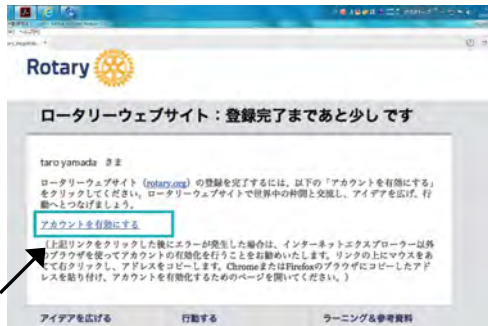 Rotary
ロータリーウェブサイト：登録完了まであと少し です
taro yamada さま
ロータリーウェブサイト（rotary.org）の登録を完了するには、以下の「アカウントを有効にする」
をクリックしてください。ロータリーウェブサイトで世界中の仲間と交流し、アイデアを広げ、行
動へとつなげましょう。
アカウントを有効にする
（上記リンクをクリックした後にエラーが発生した場合は、インターネットエクスプローラー以外
のブラウザを使ってアカウントの有効化を行うことをお勧めいたします。リンクの上にマウスをあ
てて右クリックし、アドレスをコピーします。ChromeまたはFirefoxのブラウザにコピーしたアド
レスを貼り付け、アカウントを有効化するためのページを開いてください。）
アイデアを広げる
行動する
ラーニング&参考資料